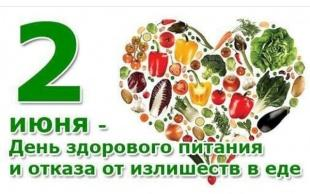 2
июня -
День здорового питания
и отказа от излишеств в еде